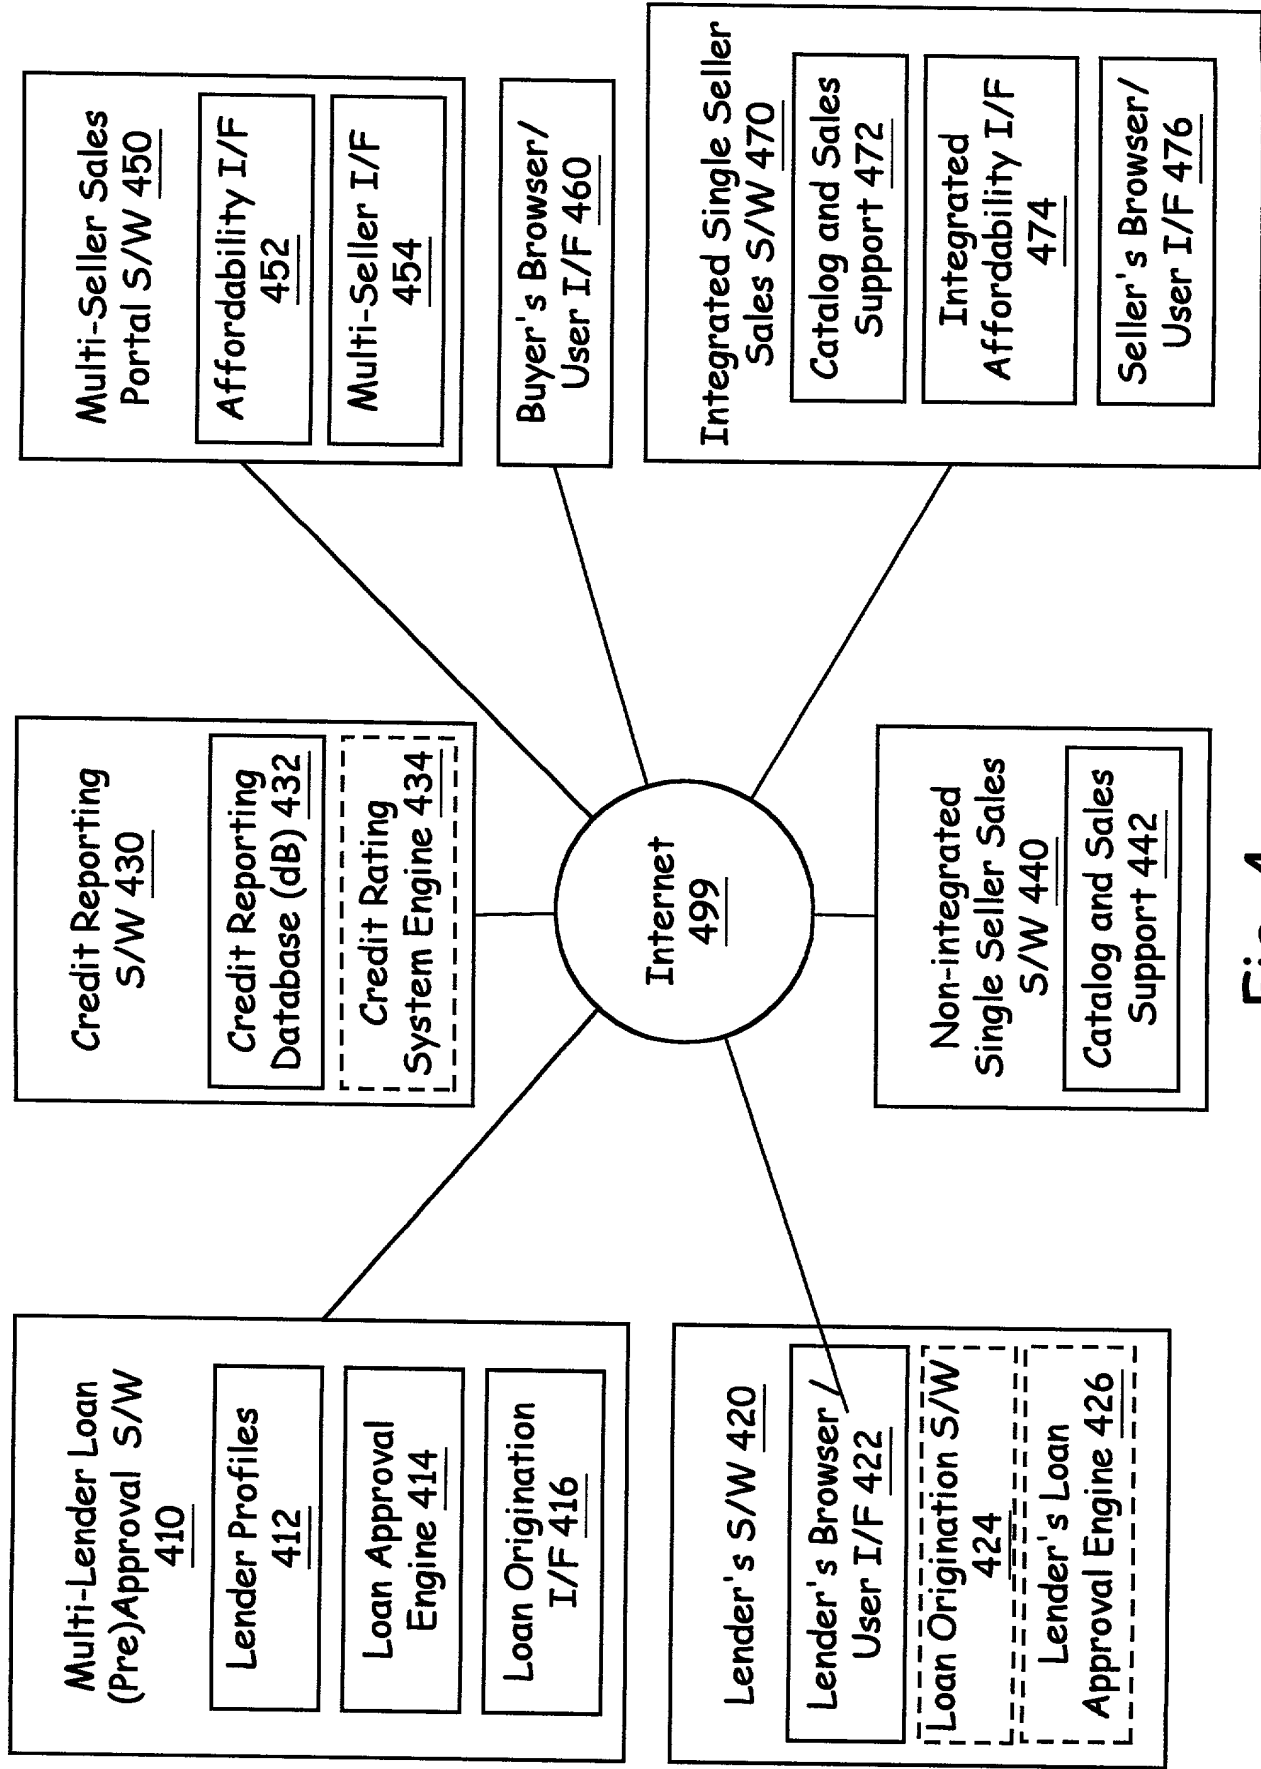 Multi-Lender Loan
(Pre)Approval S/W
410
Lender Profiles
412
Loan Approval
Engine 414
Loan Origination
I/F 416
Credit Reporting
S/W 430
Credit Reporting
Database (dB) 432
Credit Rating
System Engine 434
Multi-Seller Sales
Portal S/W 450
Affordability I/F
452
Multi-Seller I/F
454
Buyer's Browser/
User I/F 460
Internet
499
Lender's S/W 420
Lender's Browser/
User I/F 422
Loan Origination S/W
424
Lender's Loan
Approval Engine 426
Non-integrated
Single Seller Sales
S/W 440
Catalog and Sales
Support 442
Integrated Single Seller
Sales S/W 470
Catalog and Sales
Support 472
Integrated
Affordability I/F
474
Seller's Browser/
User I/F 476